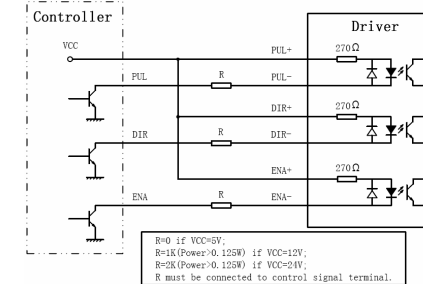 Controller
Driver
VCC
PUL+
270Ω
PUL
R
PUL-
DIR+
270Ω
DIR
R
DIR-
ENA+
270Ω
ENA
R
ENA-
R=0 if VCC=5V;
R=1K(Power>0.125W) if VCC=12V;
R=2K(Power>0.125W) if VCC=24V;
R must be connected to control signal terminal.